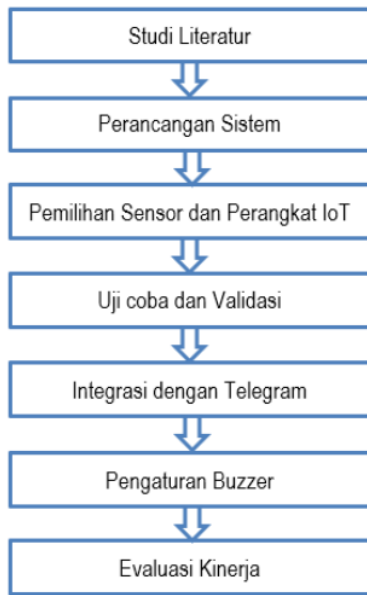 Studi Literatur
Perancangan Sistem
Pemilihan Sensor dan Perangkat IoT
Uji coba dan Validasi
Integrasi dengan Telegram
Pengaturan Buzzer
Evaluasi Kinerja